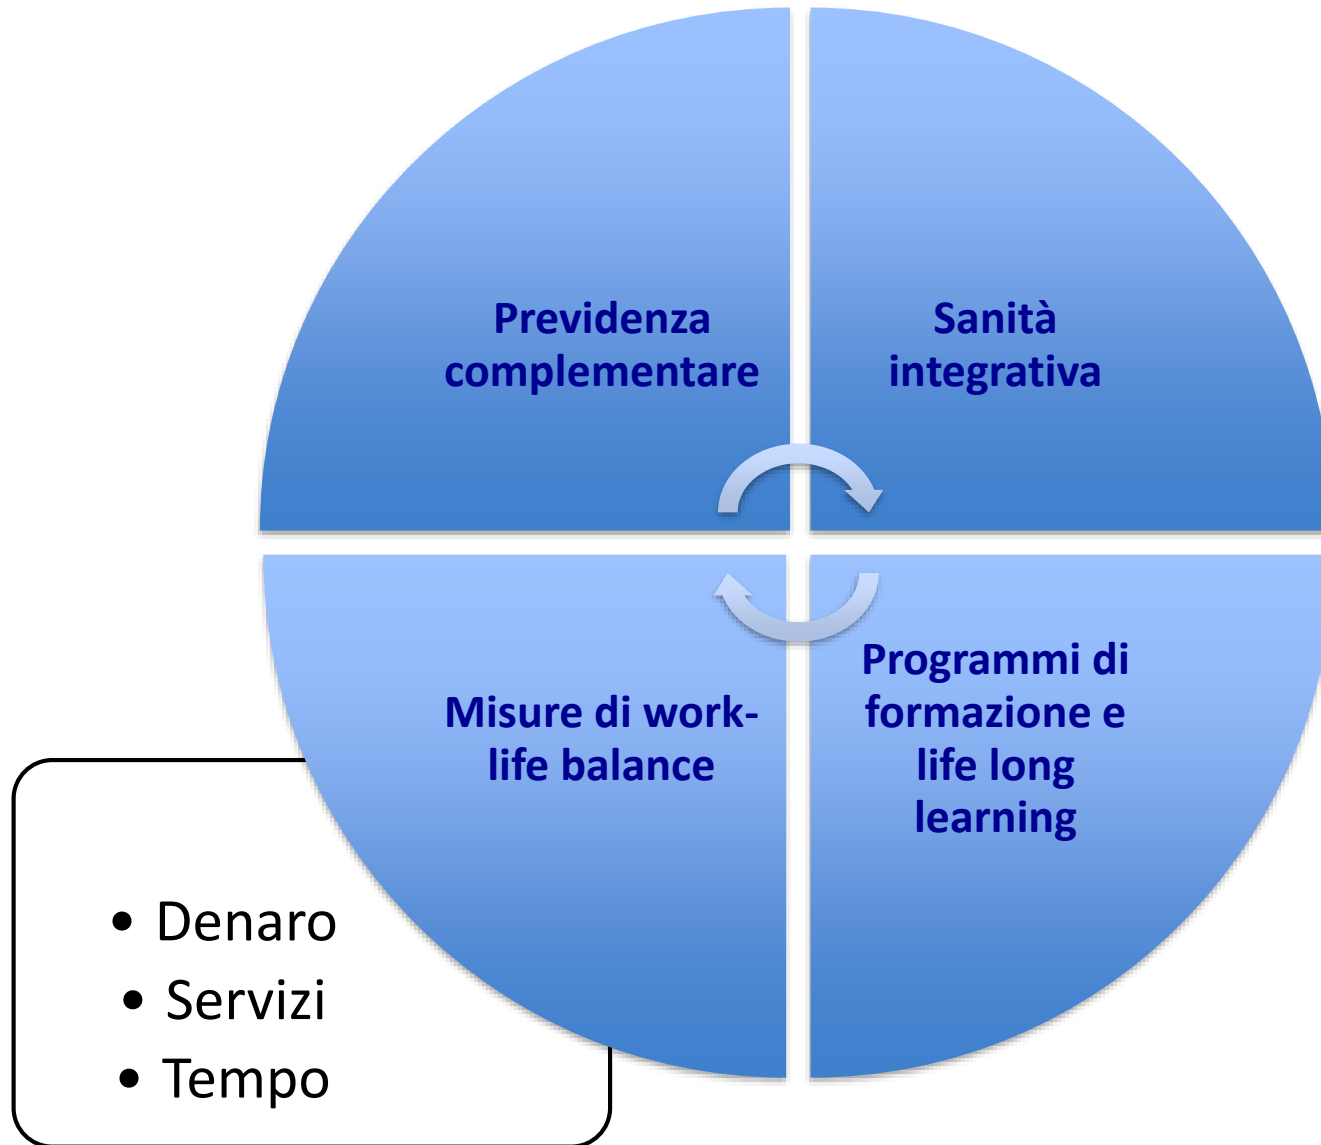 Previdenza
complementare
Sanità
integrativa
Misure di work-
life balance
Programmi di
formazione e
life long
learning
• Denaro
• Servizi
• Tempo